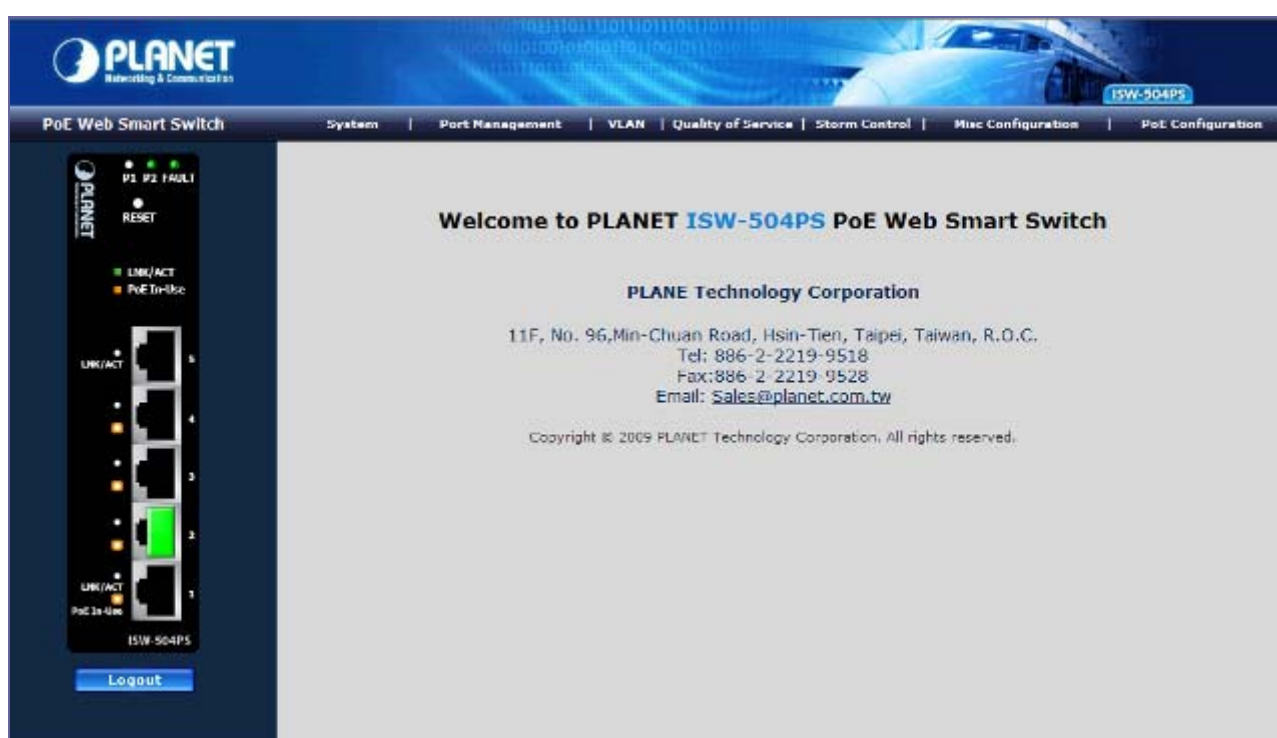 PLANET
Networking & Communication
ISW-504PS
PoE Web Smart Switch
System | Port Management | VLAN | Quality of Service | Storm Control | Misc Configuration | PoE Configuration
PLANET
P1 P2 FAULT
RESET
LNK/ACT
PoE In-Use
LNK/ACT
5
4
3
2
LNK/ACT
1
PoE In-Use
ISW-504PS
Logout
Welcome to PLANET ISW-504PS PoE Web Smart Switch
PLANE Technology Corporation
11F, No. 96,Min-Chuan Road, Hsin-Tien, Taipei, Taiwan, R.O.C.
Tel: 886-2-2219-9518
Fax:886-2-2219-9528
Email: Sales@planet.com.tw
Copyright © 2009 PLANET Technology Corporation. All rights reserved.